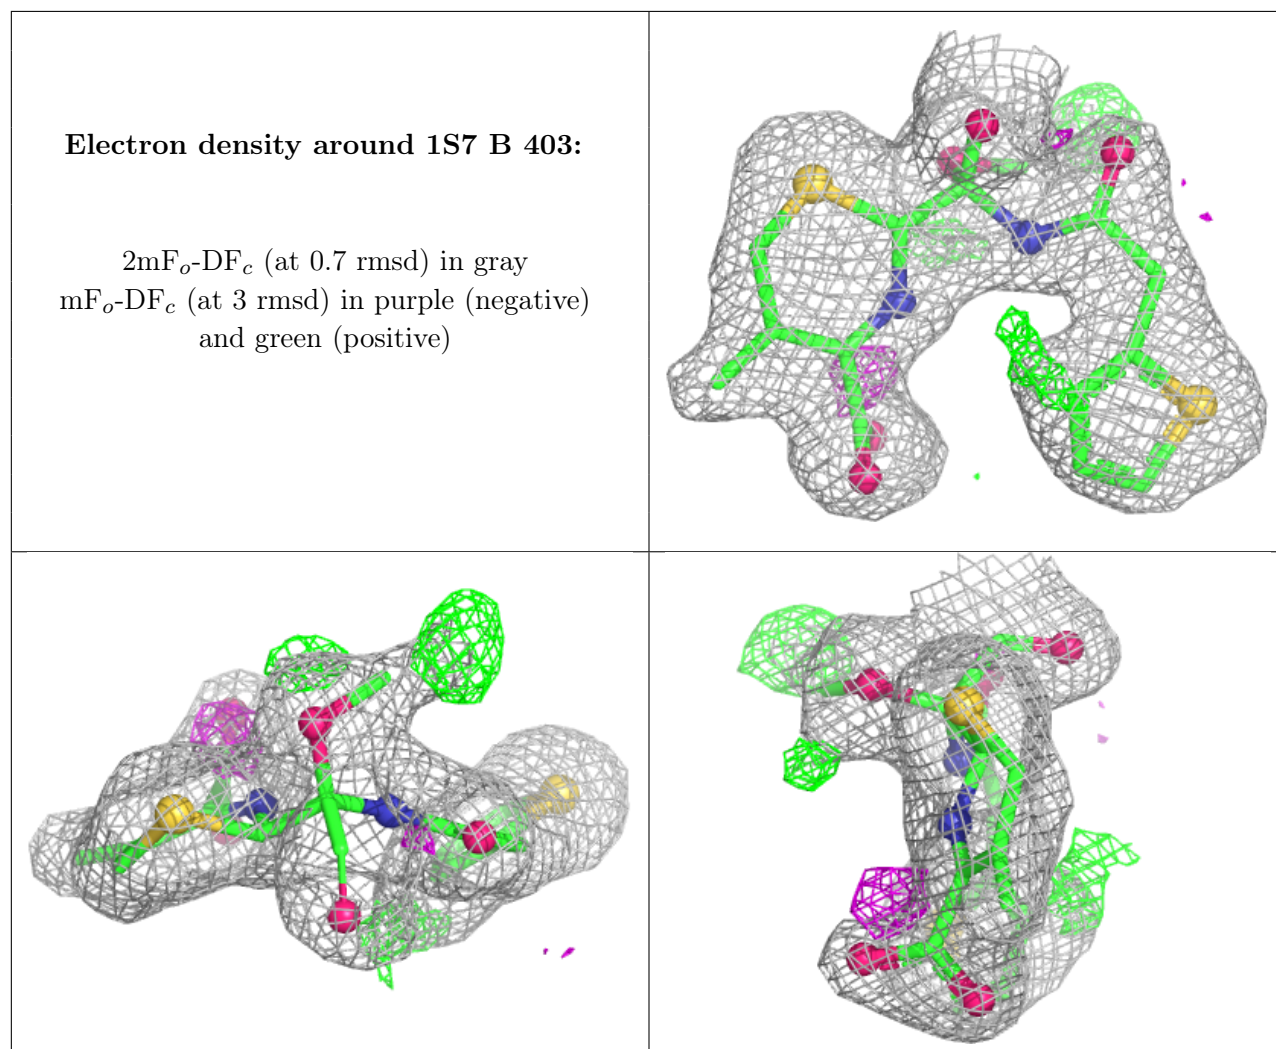 Electron density around 1S7 B 403:
2mFo-DFc (at 0.7 rmsd) in gray
mFo-DFc (at 3 rmsd) in purple (negative)
and green (positive)